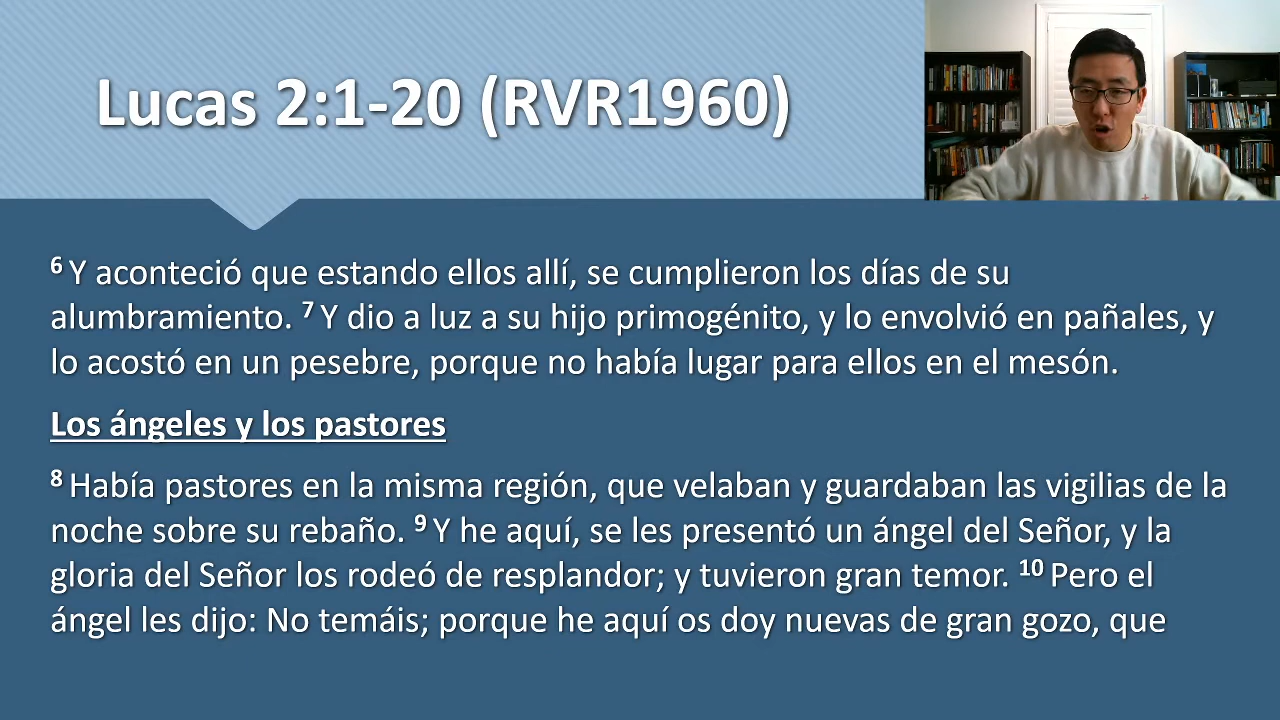 Lucas 2:1-20 (RVR1960)
6 Y aconteció que estando ellos allí, se cumplieron los días de su
alumbramiento. 7 Y dio a luz a su hijo primogénito, y lo envolvió en pañales, y
lo acostó en un pesebre, porque no había lugar para ellos en el mesón.
Los ángeles y los pastores
8 Había pastores en la misma región, que velaban y guardaban las vigilias de la
noche sobre su rebaño. 9 Y he aquí, se les presentó un ángel del Señor, y la
gloria del Señor los rodeó de resplandor; y tuvieron gran temor. 10 Pero el
ángel les dijo: No temáis; porque he aquí os doy nuevas de gran gozo, que